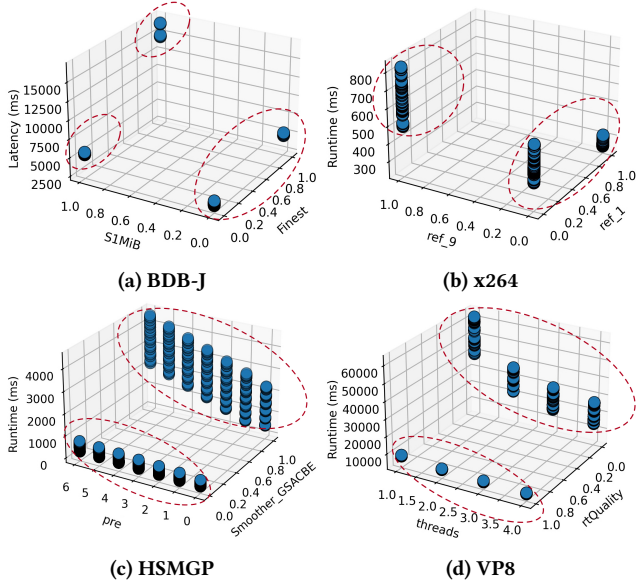 15000
12500
10000
7500
5000
2500
Latency (ms)
1.0 0.8 0.6 0.4 0.2 0.0
S1MiB
0.0 0.2 0.4 0.6 0.8 1.0
Finest
(a) BDB-J
800
700
600
500
400
300
Runtime (ms)
1.0 0.8 0.6 0.4 0.2 0.0
ref_9
0.0 0.2 0.4 0.6 0.8 1.0
ref_1
(b) x264
4000
3000
2000
1000
0
Runtime (ms)
6 5 4 3 2 1 0
pre
0.0 0.2 0.4 0.6 0.8 1.0
Smoother_GSACBE
(c) HSMGP
60000
50000
40000
30000
20000
10000
Runtime (ms)
1.0 1.5 2.0 2.5 3.0 3.5 4.0
threads
1.0 0.8 0.6 0.4 0.2 0.0
rtQuality
(d) VP8